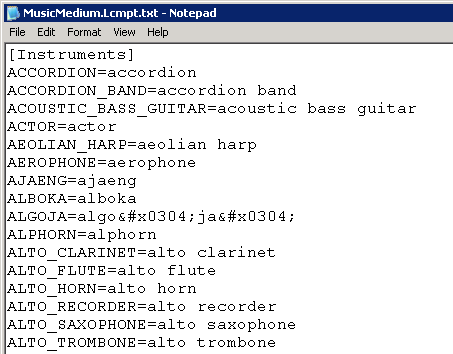 MusicMedium.Lcmpt.txt - Notepad
File Edit Format View Help
[Instruments]
ACCORDION=accordion
ACCORDION_BAND=accordion band
ACOUSTIC_BASS_GUITAR=acoustic bass guitar
ACTOR=actor
AEOLIAN_HARP=aeolian harp
AEROPHONE=aerophone
AJAENG=ajaeng
ALBOKA=alboka
ALGOJA=algo&#x0304;ja&#x0304;
ALPHORN=alphorn
ALTO_CLARINET=alto clarinet
ALTO_FLUTE=alto flute
ALTO_HORN=alto horn
ALTO_RECORDER=alto recorder
ALTO_SAXOPHONE=alto saxophone
ALTO_TROMBONE=alto trombone